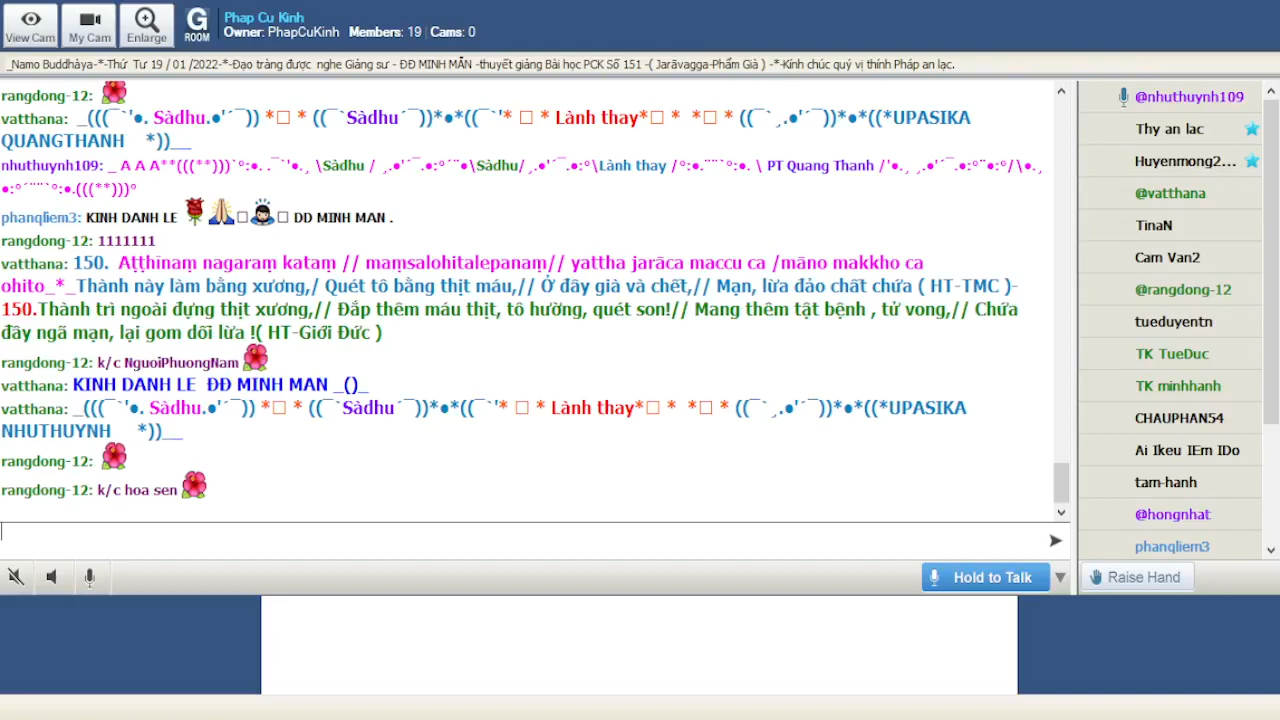 View Cam
My Cam
Enlarge
G
ROOM
Phap Cu Kinh
Owner: PhapCuKinh Members: 19 Cams: 0
_Namo Buddhàya-*-Thứ Tư 19 / 01 /2022-*-Đạo tràng được nghe Giảng sư - ĐĐ MINH MẪN -thuyết giảng Bài học PCK Số 151 -( Jarāvagga-Phẩm Già ) -*-Kính chúc quý vị thính Pháp an lạc.
rangdong-12:
vatthana: _(((¯`'●. Sàdhu.●'´¯)) *□ * ((¯`Sàdhu´¯))*●*((¯`'* □ * Lành thay*□ * *□ * ((¯`¸.●'´¯))*●*((*UPASIKA
QUANGTHANH *))__
nhuthuynh109: _ A A A**(((**)))`°:●. .¯`'●.¸ \Sàdhu / ¸.●'´¯.●:°´¨●\Sàdhu/¸.●'´¯.●:°\Lành thay /°:●.¨¨`°:●. \ PT Quang Thanh /'●.¸ ¸.●'´¯.●:°¨●:°/\●.¸
●:°´¨¨`°:●.(((**)))°
phanqliem3: KINH DANH LE 🌹🙏□🙇□ DD MINH MAN .
rangdong-12: 1111111
vatthana: 150. Aṭṭhīnaṃ nagaraṃ kataṃ // maṃsalohitalepanaṃ// yattha jarāca maccu ca /māno makkho ca
ohito_*_Thành này làm bằng xương,/ Quét tô bằng thịt máu,// Ở đây già và chết,// Mạn, lừa đảo chất chứa ( HT-TMC )-
150.Thành trì ngoài đựng thịt xương,// Đắp thêm máu thịt, tô hường, quét son!// Mang thêm tật bệnh , tử vong,// Chứa
đầy ngã mạn, lại gom dối lừa !( HT-Giới Đức )
rangdong-12: k/c NguoiPhuongNam
vatthana: KINH DANH LE ĐĐ MINH MAN _()_
vatthana: _(((¯`'●. Sàdhu.●'´¯)) *□ * ((¯`Sàdhu´¯))*●*((¯`'* □ * Lành thay*□ * *□ * ((¯`¸.●'´¯))*●*((*UPASIKA
NHUTHUYNH *))__
rangdong-12:
rangdong-12: k/c hoa sen
Hold to Talk
@nhuthuynh109
Thy an lac
Huyenmong2...
@vatthana
TinaN
Cam Van2
@rangdong-12
tueduyentn
TK TueDuc
TK minhhanh
CHAUPHAN54
Ai Ikeu IEm IDo
tam-hanh
@hongnhat
phanqliem3
Raise Hand